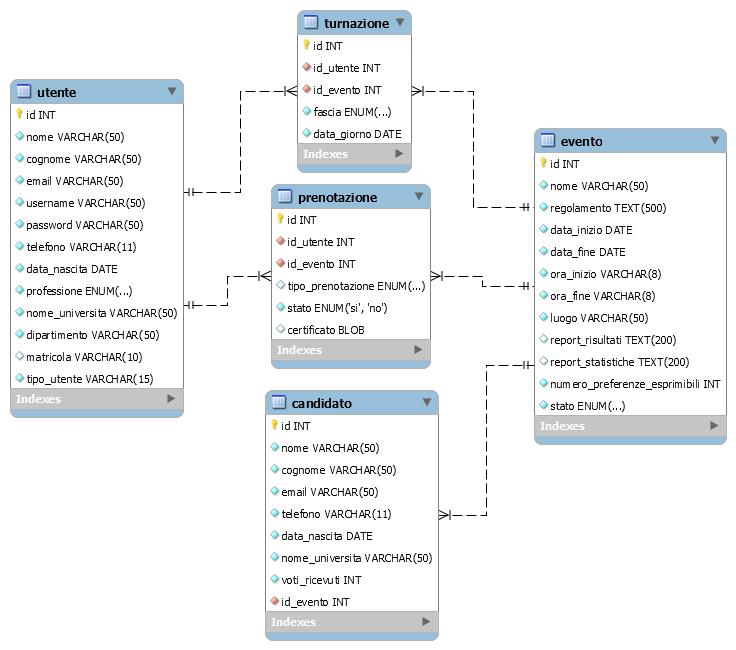 turnazione
id INT
id_utente INT
id_evento INT
fascia ENUM(...)
data_giorno DATE
Indexes
utente
id INT
nome VARCHAR(50)
cognome VARCHAR(50)
email VARCHAR(50)
username VARCHAR(50)
password VARCHAR(50)
telefono VARCHAR(11)
data_nascita DATE
professione ENUM(...)
nome_universita VARCHAR(50)
dipartimento VARCHAR(50)
matricola VARCHAR(10)
tipo_utente VARCHAR(15)
Indexes
prenotazione
id INT
id_utente INT
id_evento INT
tipo_prenotazione ENUM(...)
stato ENUM('si', 'no')
certificato BLOB
Indexes
evento
id INT
nome VARCHAR(50)
regolamento TEXT(500)
data_inizio DATE
data_fine DATE
ora_inizio VARCHAR(8)
ora_fine VARCHAR(8)
luogo VARCHAR(50)
report_risultati TEXT(200)
report_statistiche TEXT(200)
numero_preferenze_esprimibili INT
stato ENUM(...)
Indexes
candidato
id INT
nome VARCHAR(50)
cognome VARCHAR(50)
email VARCHAR(50)
telefono VARCHAR(11)
data_nascita DATE
nome_universita VARCHAR(50)
voti_ricevuti INT
id_evento INT
Indexes